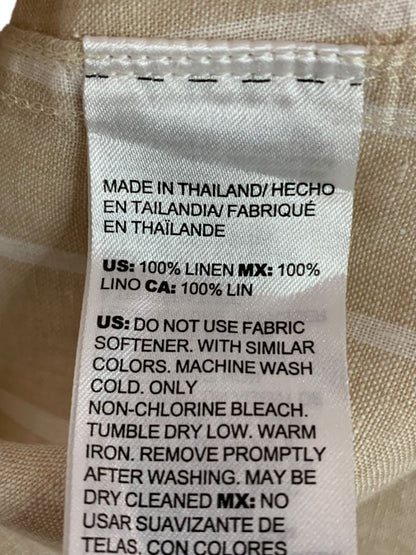 MADE IN THAILAND/ HECHO
EN TAILANDIA/ FABRIQUÉ
EN THAÏLANDE
US: 100% LINEN MX: 100%
LINO CA: 100% LIN
US: DO NOT USE FABRIC
SOFTENER. WITH SIMILAR
COLORS. MACHINE WASH
COLD. ONLY
NON-CHLORINE BLEACH.
TUMBLE DRY LOW. WARM
IRON. REMOVE PROMPTLY
AFTER WASHING. MAY BE
DRY CLEANED MX: NO
USAR SUAVIZANTE DE
TELAS. CON COLORES